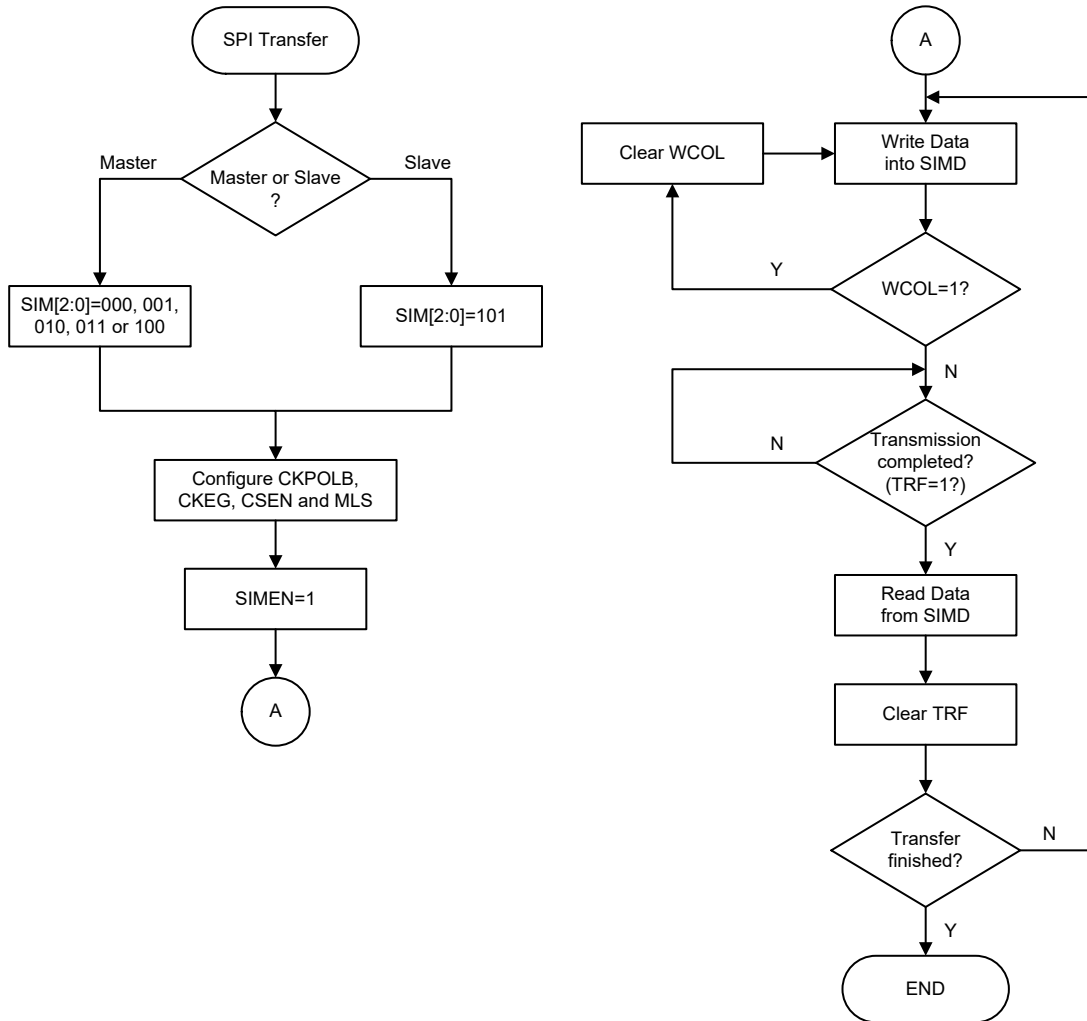 SPI Transfer
Master or Slave
?
Master
Slave
SIM[2:0]=000, 001,
010, 011 or 100
SIM[2:0]=101
Configure CKPOLB,
CKEG, CSEN and MLS
SIMEN=1
A
A
Clear WCOL
Write Data
into SIMD
Y
WCOL=1?
N
N
Transmission
completed?
(TRF=1?)
Y
Read Data
from SIMD
Clear TRF
Transfer
finished?
N
Y
END